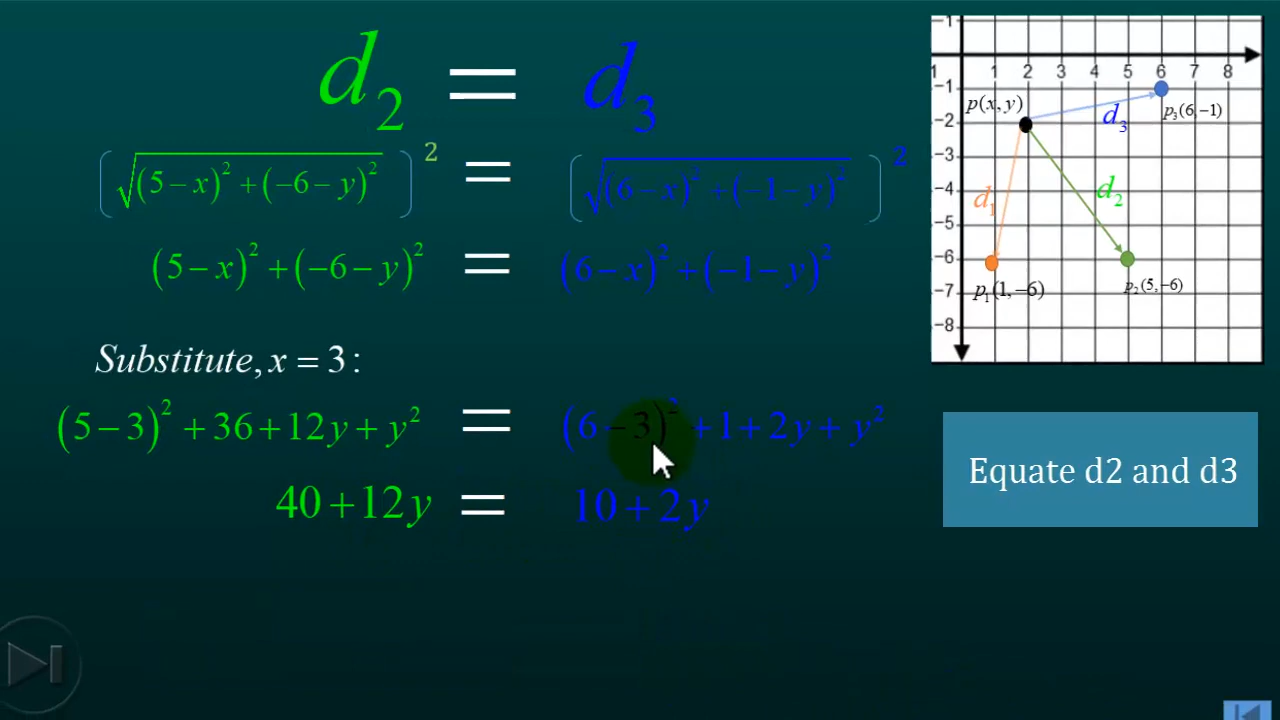 d₂ = d₃
[√(5−x)² + (−6−y)²]² = [√(6−x)² + (−1−y)²]²
(5−x)² + (−6−y)² = (6−x)² + (−1−y)²
Substitute, x = 3:
(5−3)² + 36 + 12y + y² = (6−3)² + 1 + 2y + y²
40 + 12y = 10 + 2y
−1
1 1 2 3 4 5 6 7 8
−1
−2
−3
−4
−5
−6
−7
−8
p(x, y)
p₃(6, −1)
d₃
d₁
d₂
p₁(1, −6)
p₂(5, −6)
Equate d2 and d3